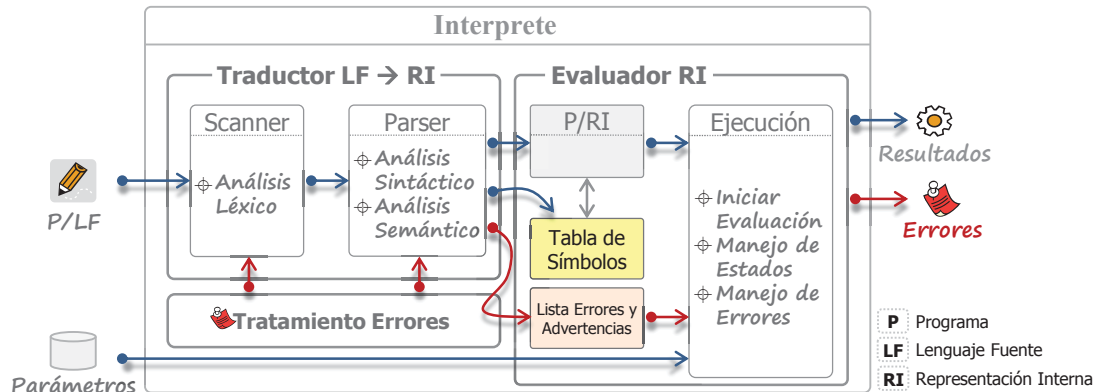 Interprete
Traductor LF → RI
Evaluador RI
Scanner
Análisis
Léxico
Parser
Análisis
Sintáctico
Análisis
Semántico
P/RI
Tabla de
Símbolos
Lista Errores y
Advertencias
Ejecución
Iniciar
Evaluación
Manejo de
Estados
Manejo de
Errores
Tratamiento Errores
P/LF
Parámetros
Resultados
Errores
P Programa
LF Lenguaje Fuente
RI Representación Interna